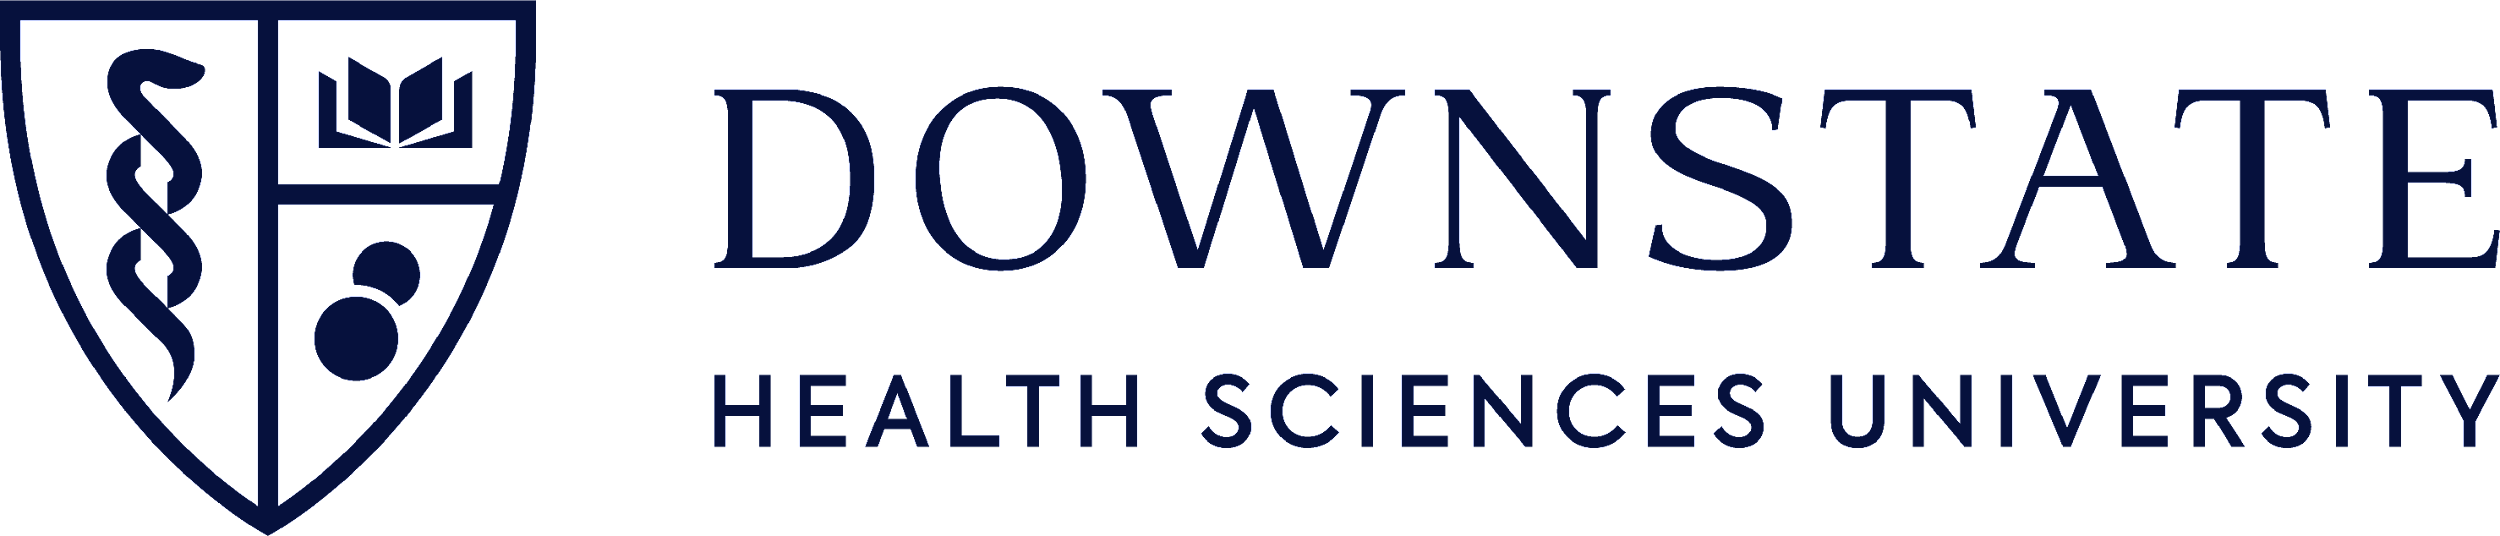 DOWNSTATE
HEALTH SCIENCES UNIVERSITY